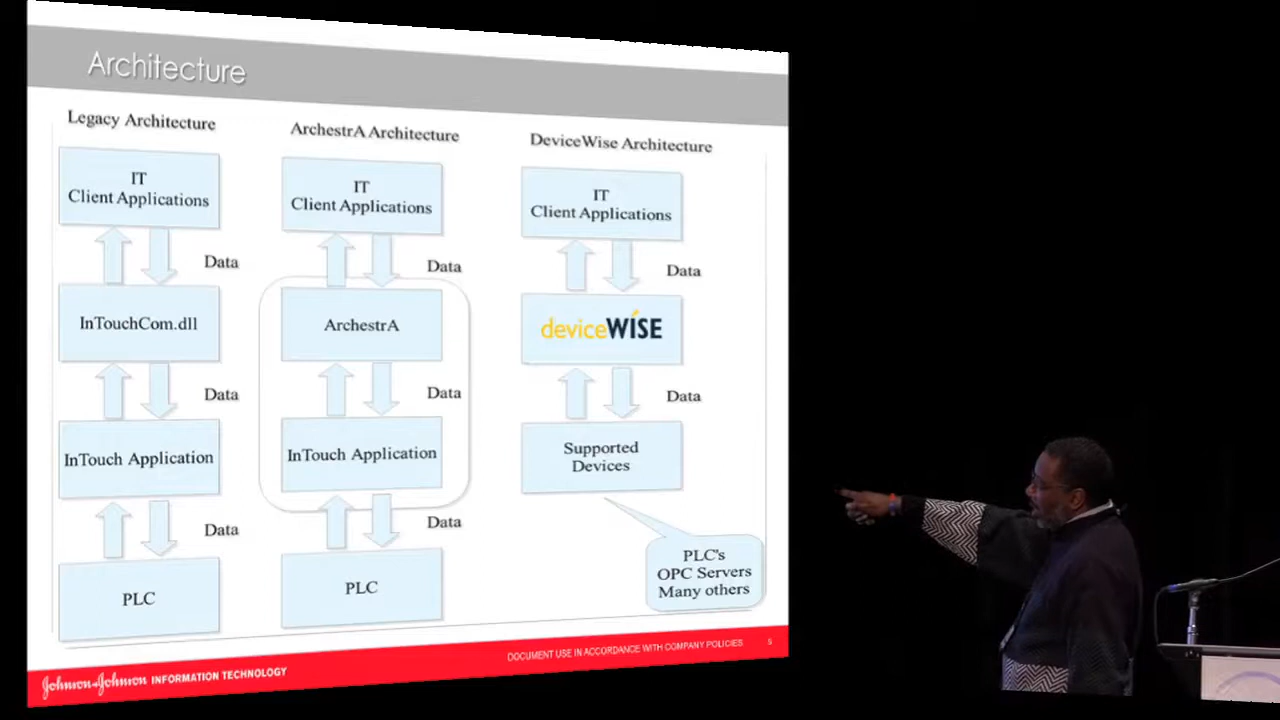 Architecture
Legacy Architecture
IT
Client Applications
Data
InTouchCom.dll
Data
InTouch Application
Data
PLC
ArchestrA Architecture
IT
Client Applications
Data
ArchestrA
Data
InTouch Application
Data
PLC
DeviceWise Architecture
IT
Client Applications
Data
deviceWISE
Data
Supported
Devices
PLC's
OPC Servers
Many others
Johnson&Johnson INFORMATION TECHNOLOGY
DOCUMENT USE IN ACCORDANCE WITH COMPANY POLICIES
5